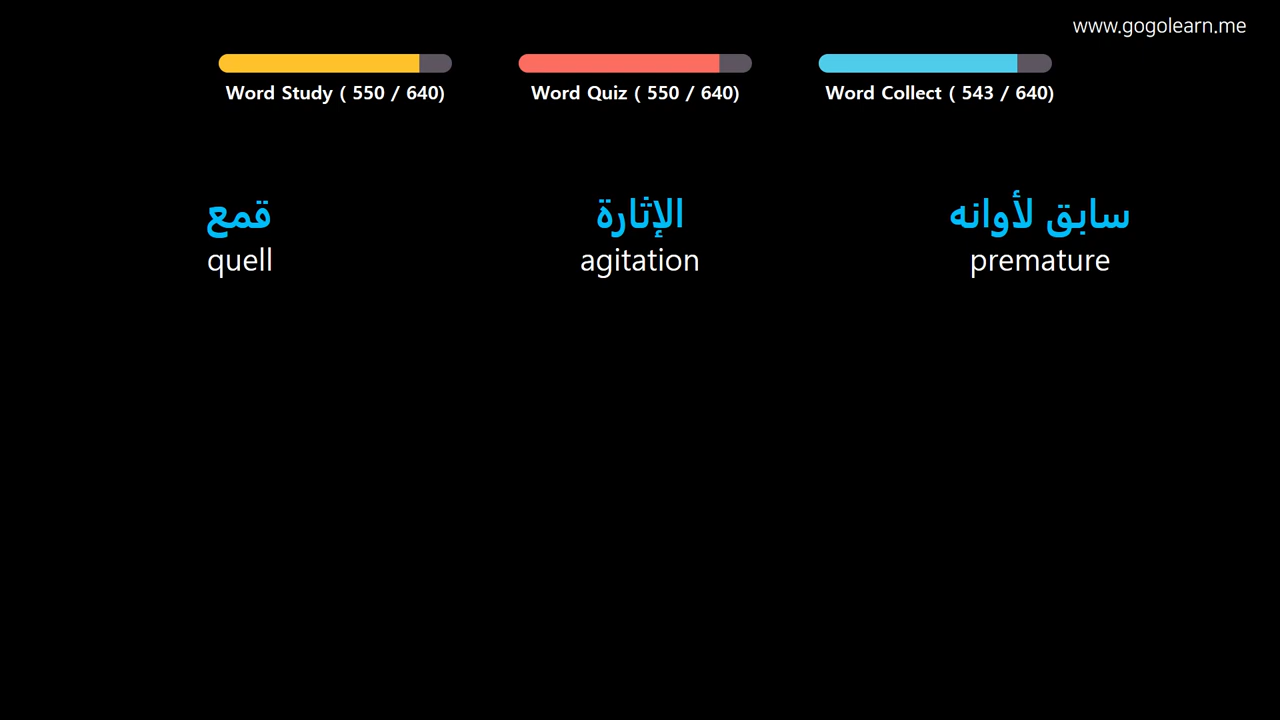 www.gogolearn.me
Word Study ( 550 / 640)
Word Quiz ( 550 / 640)
Word Collect ( 543 / 640)
قمع
quell
الإثارة
agitation
سابق لأوانه
premature